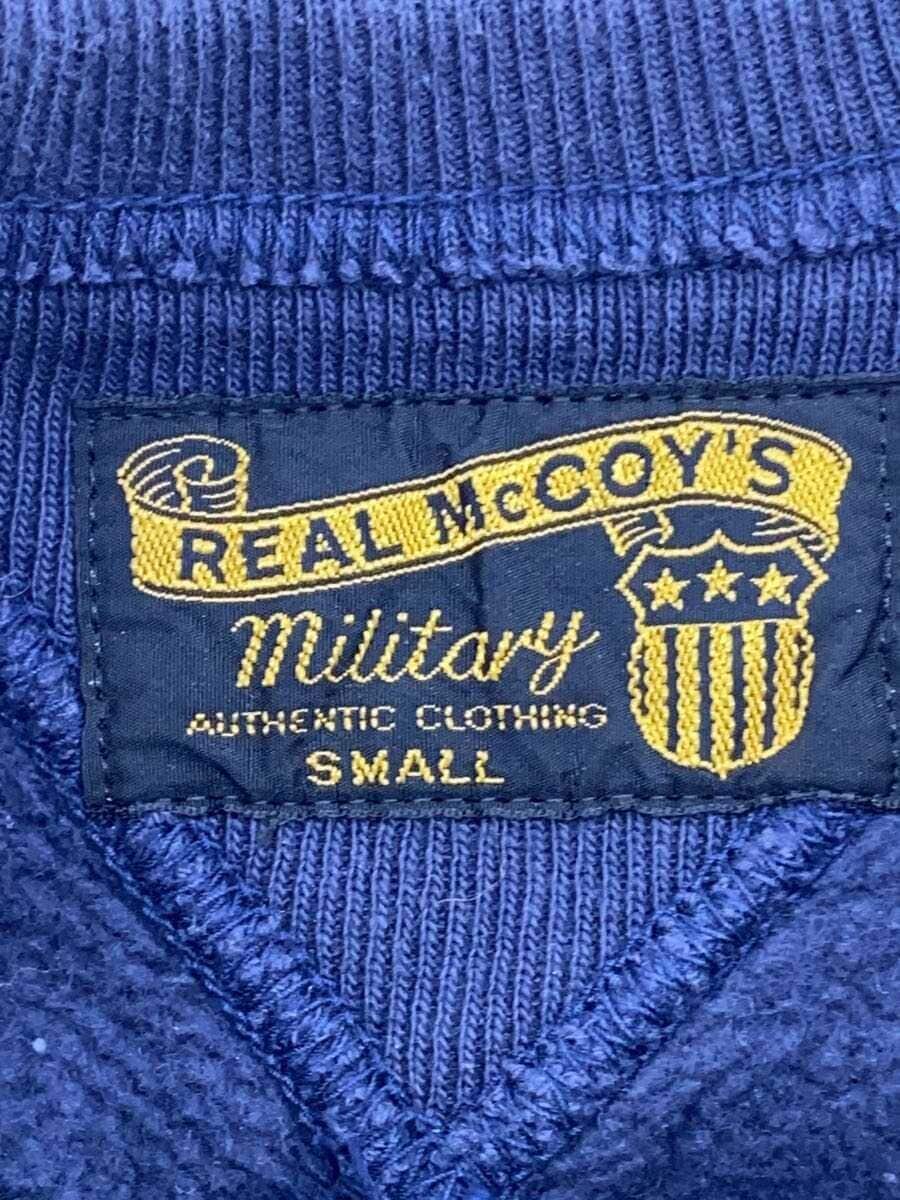 REAL McCOY'S
Military
AUTHENTIC CLOTHING
SMALL